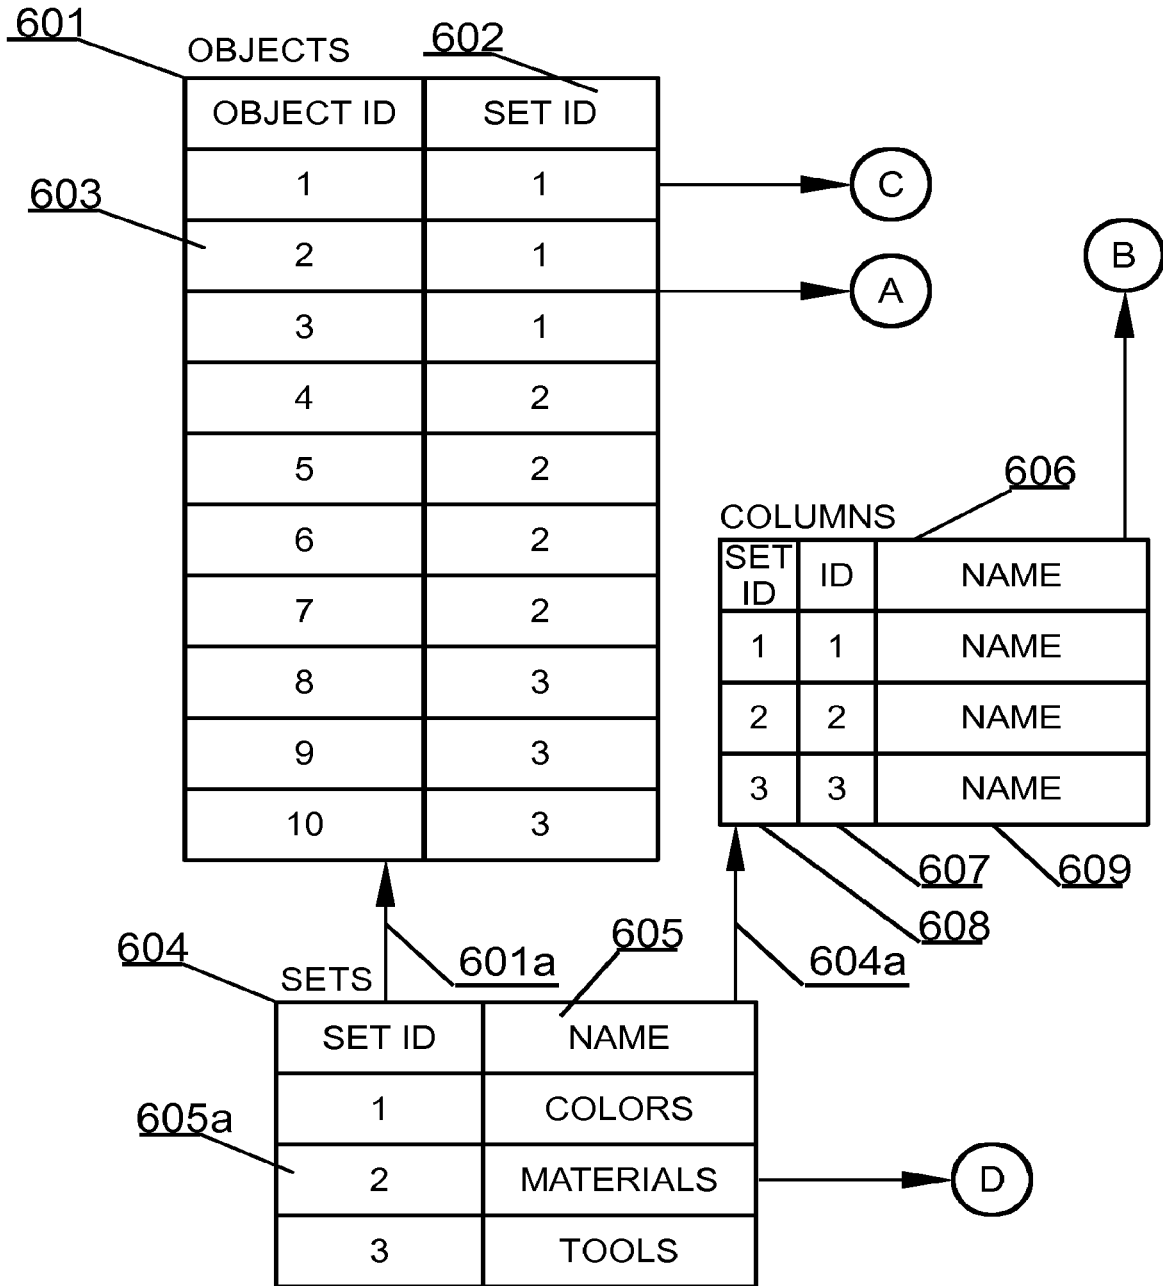 601
602
OBJECTS
OBJECT ID SET ID
1 1 C
603
2 1
A
B
3 1
4 2
5 2
606
COLUMNS
6 2
SET ID ID NAME
7 2
1 1 NAME
8 3
2 2 NAME
9 3
3 3 NAME
10 3
607 609
608
604 605
601a 604a
SETS
SET ID NAME
1 COLORS
605a
2 MATERIALS D
3 TOOLS